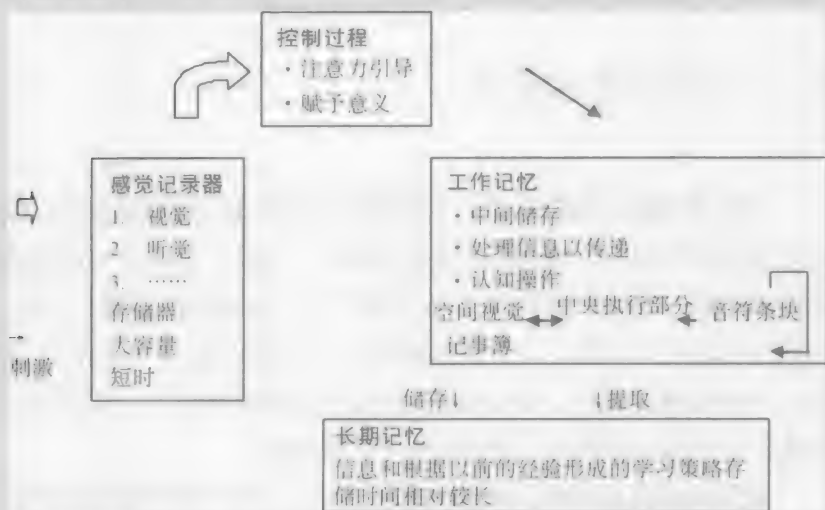 控制过程
· 注意力引导
· 赋予意义
感觉记录器
1. 视觉
2. 听觉
3. ……
存储器
大容量
短时
刺激
工作记忆
· 中间储存
· 处理信息以传递
· 认知操作
空间视觉 中央执行部分 音符条块
记事簿
储存↓ ↓提取
长期记忆
信息和根据以前的经验形成的学习策略存
储时间相对较长